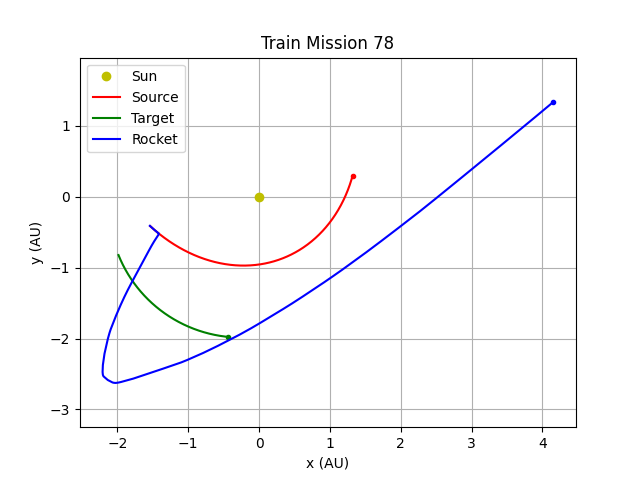 Train Mission 78
Sun
Source
Target
Rocket
1
0
−1
−2
−3
y (AU)
−2
−1
0
1
2
3
4
x (AU)